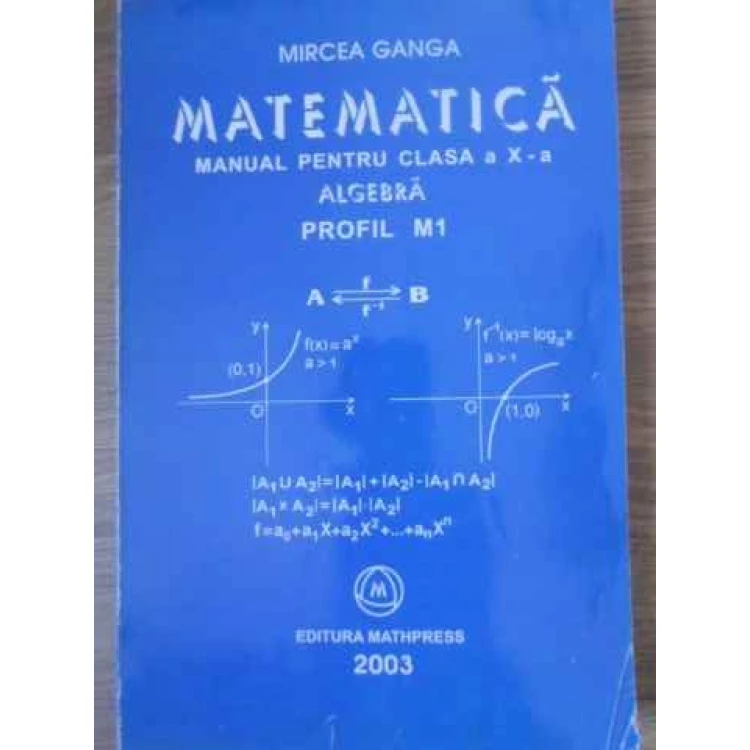 MIRCEA GANGA
MATEMATICĂ
MANUAL PENTRU CLASA a X-a
ALGEBRĂ
PROFIL M1
A f B
f⁻¹
y
f(x)=aˣ
a>1
(0,1)
O
x
y
f⁻¹(x)=logₐx
a>1
O
(1,0)
x
|A₁∪A₂|=|A₁|+|A₂|-|A₁∩A₂|
|A₁×A₂|=|A₁|·|A₂|
f=a₀+a₁X+a₂X²+...+aₙXⁿ
M
EDITURA MATHPRESS
2003